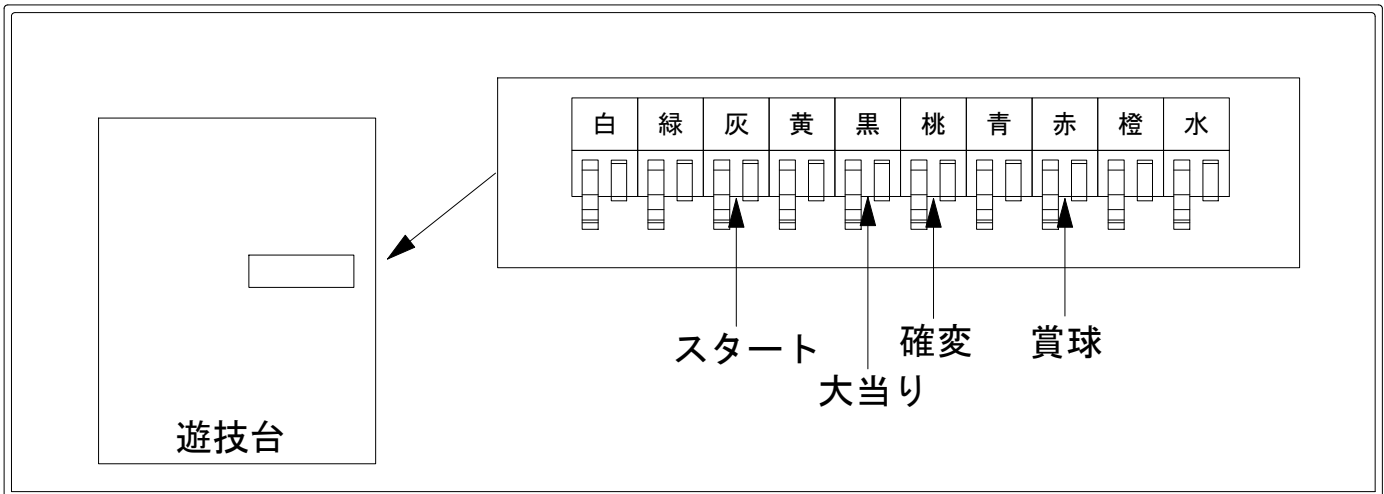 白 緑 灰 黄 黒 桃 青 赤 橙 水
スタート
大当り
確変
賞球
遊技台